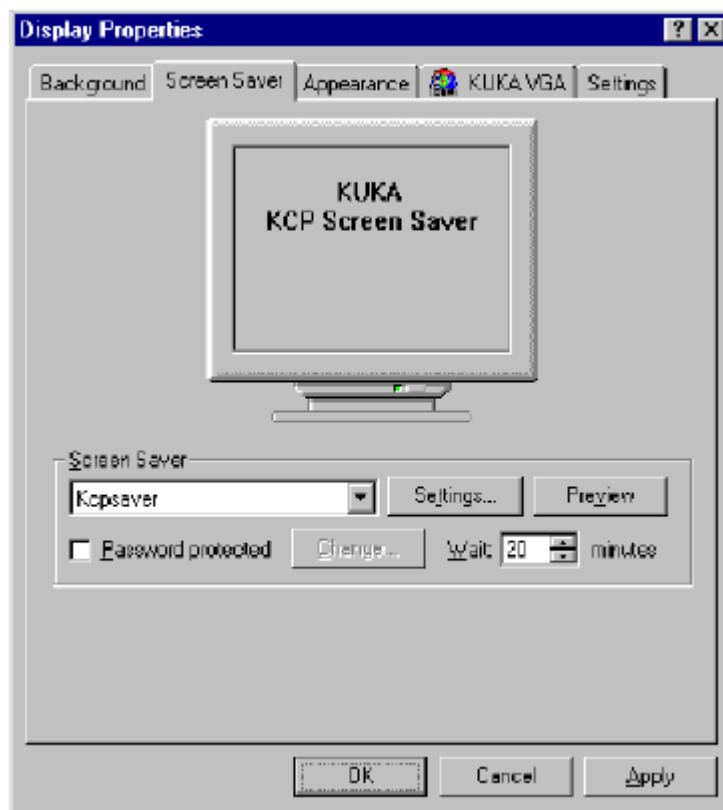 Display Properties
Background Screen Saver Appearance KUKA VGA Settings
KUKA
KCP Screen Saver
Screen Saver
Kcpsaver Settings... Preview
Password protected Change... Wait: 20 minutes
OK Cancel Apply